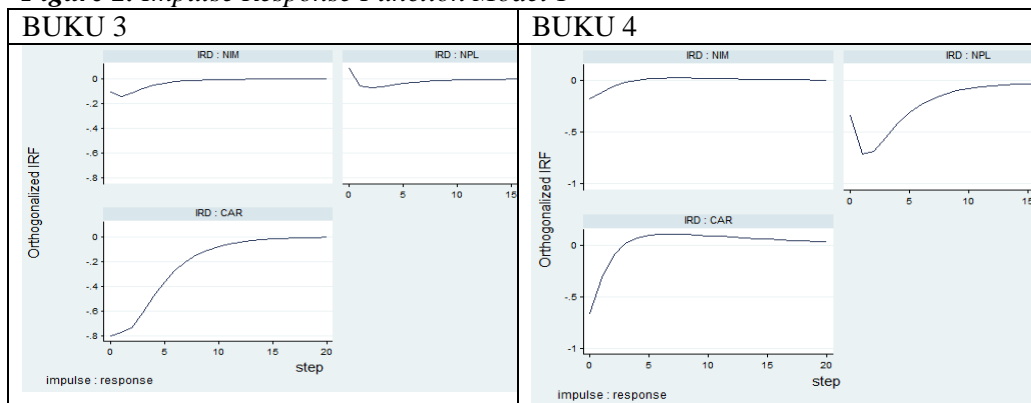 Figure 2. Impulse Response Function Model 1
BUKU 3
IRD : NIM
IRD : NPL
0
-.2
-.4
-.6
-.8
0 5 10 15
IRD : CAR
0
-.2
-.4
-.6
-.8
0 5 10 15 20
Orthogonalized IRF
step
impulse : response
BUKU 4
IRD : NIM
IRD : NPL
0
-.5
-1
0 5 10 15
IRD : CAR
0
-.5
-1
0 5 10 15 20
Orthogonalized IRF
step
impulse : response